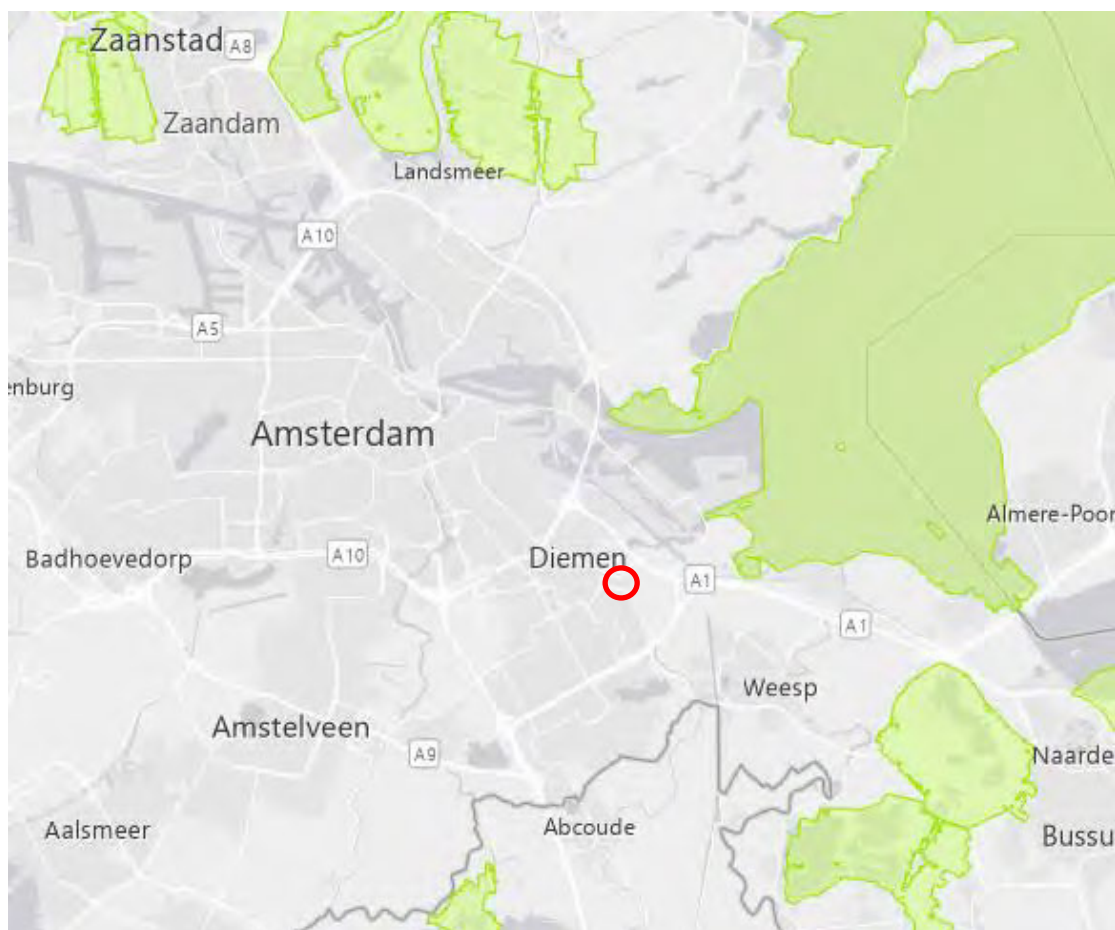 Zaanstad
A8
Zaandam
Landsmeer
A10
A5
enburg
Amsterdam
Almere-Poor
Badhoevedorp
A10
Diemen
A1
A1
Weesp
Amstelveen
A9
Naarde
Aalsmeer
Abcoude
Bussu